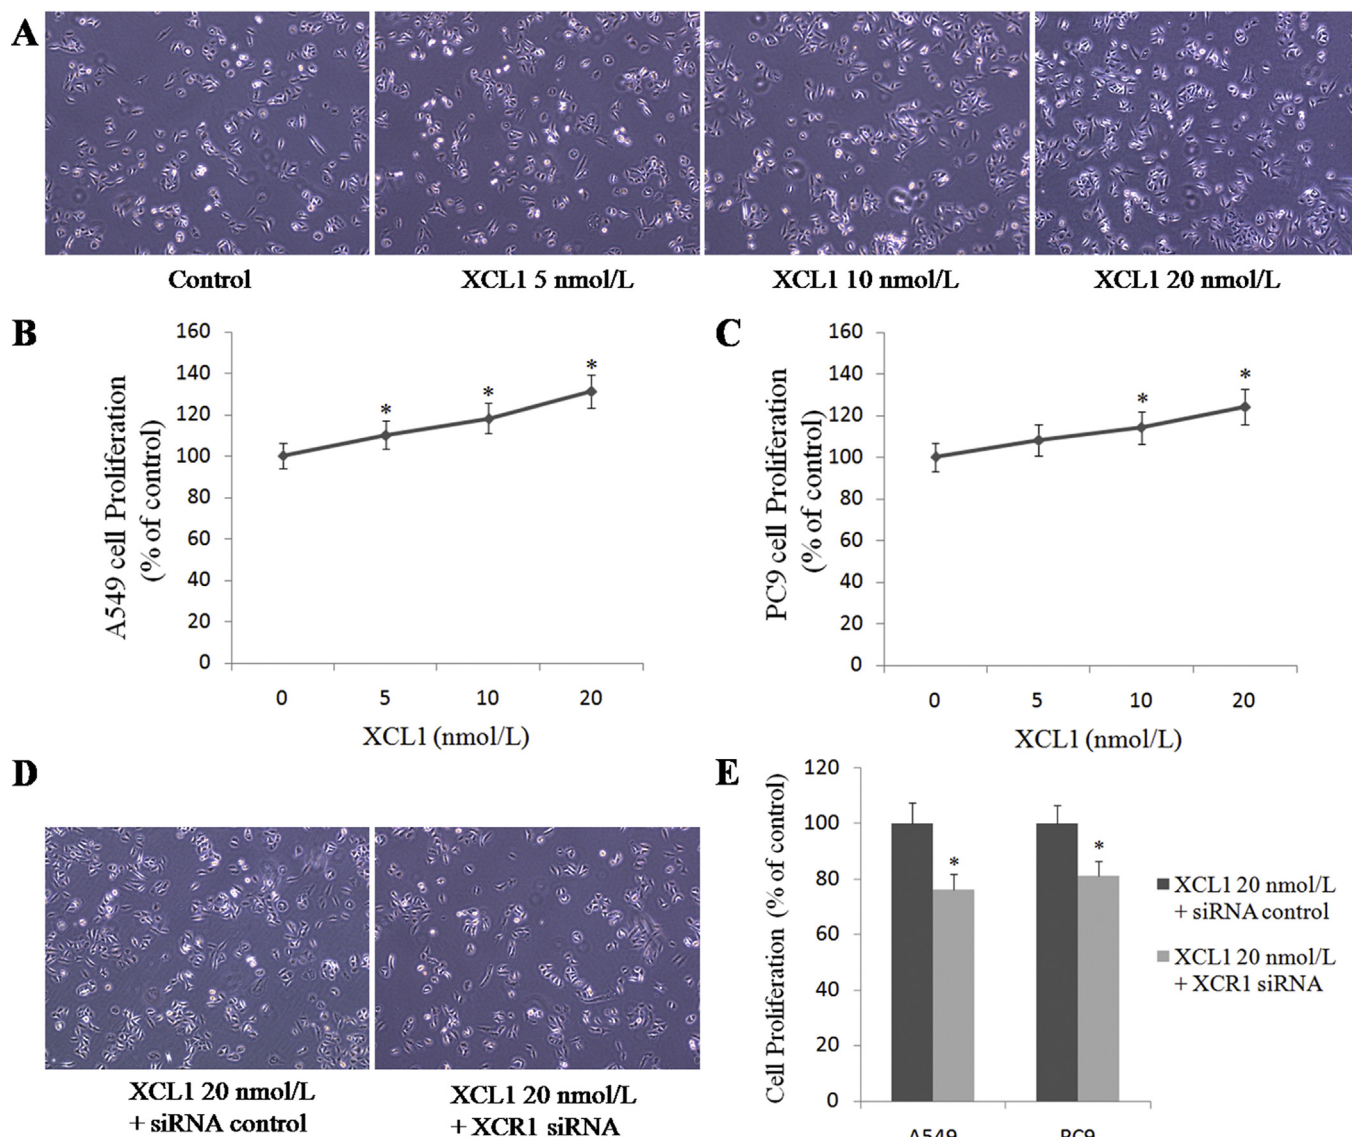 A
Control
XCL1 5 nmol/L
XCL1 10 nmol/L
XCL1 20 nmol/L
B
A549 cell Proliferation
(% of control)
160
140
120
100
80
60
40
20
0
*
*
*
0
5
10
20
XCL1 (nmol/L)
C
PC9 cell Proliferation
(% of control)
160
140
120
100
80
60
40
20
0
*
*
0
5
10
20
XCL1 (nmol/L)
D
XCL1 20 nmol/L
+ siRNA control
XCL1 20 nmol/L
+ XCR1 siRNA
E
Cell Proliferation (% of control)
120
100
80
60
40
20
0
*
*
A549
PC9
XCL1 20 nmol/L
+ siRNA control
XCL1 20 nmol/L
+ XCR1 siRNA